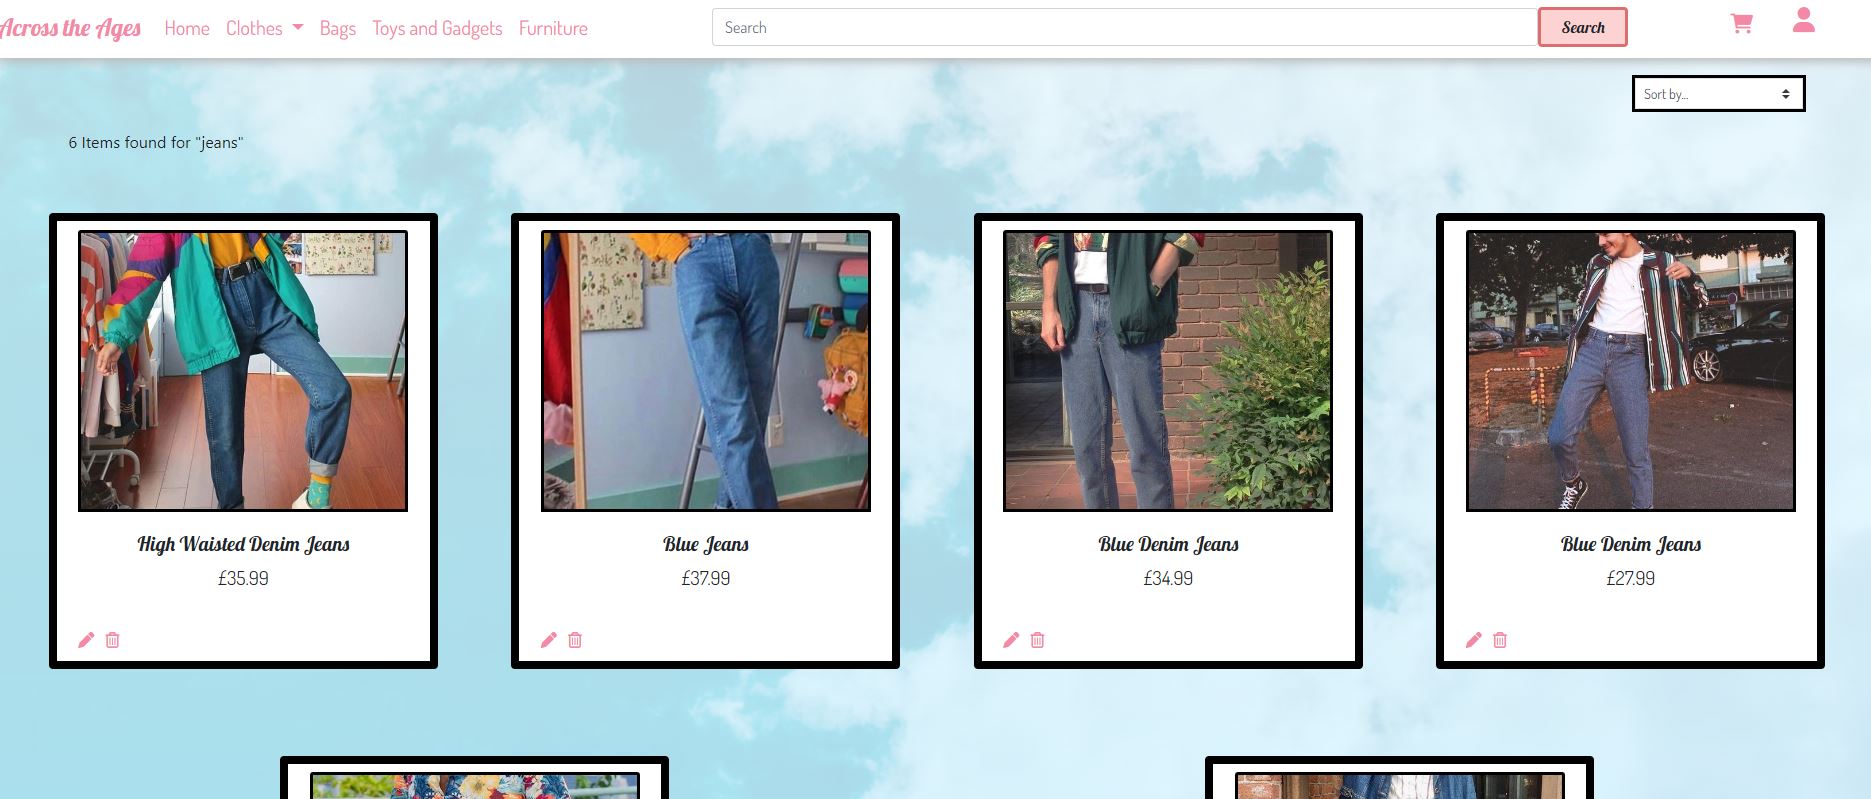 Across the Ages Home Clothes Bags Toys and Gadgets Furniture Search Search
Sort by...
6 Items found for "jeans"
High Waisted Denim Jeans
£35.99
Blue Jeans
£37.99
Blue Denim Jeans
£34.99
Blue Denim Jeans
£27.99